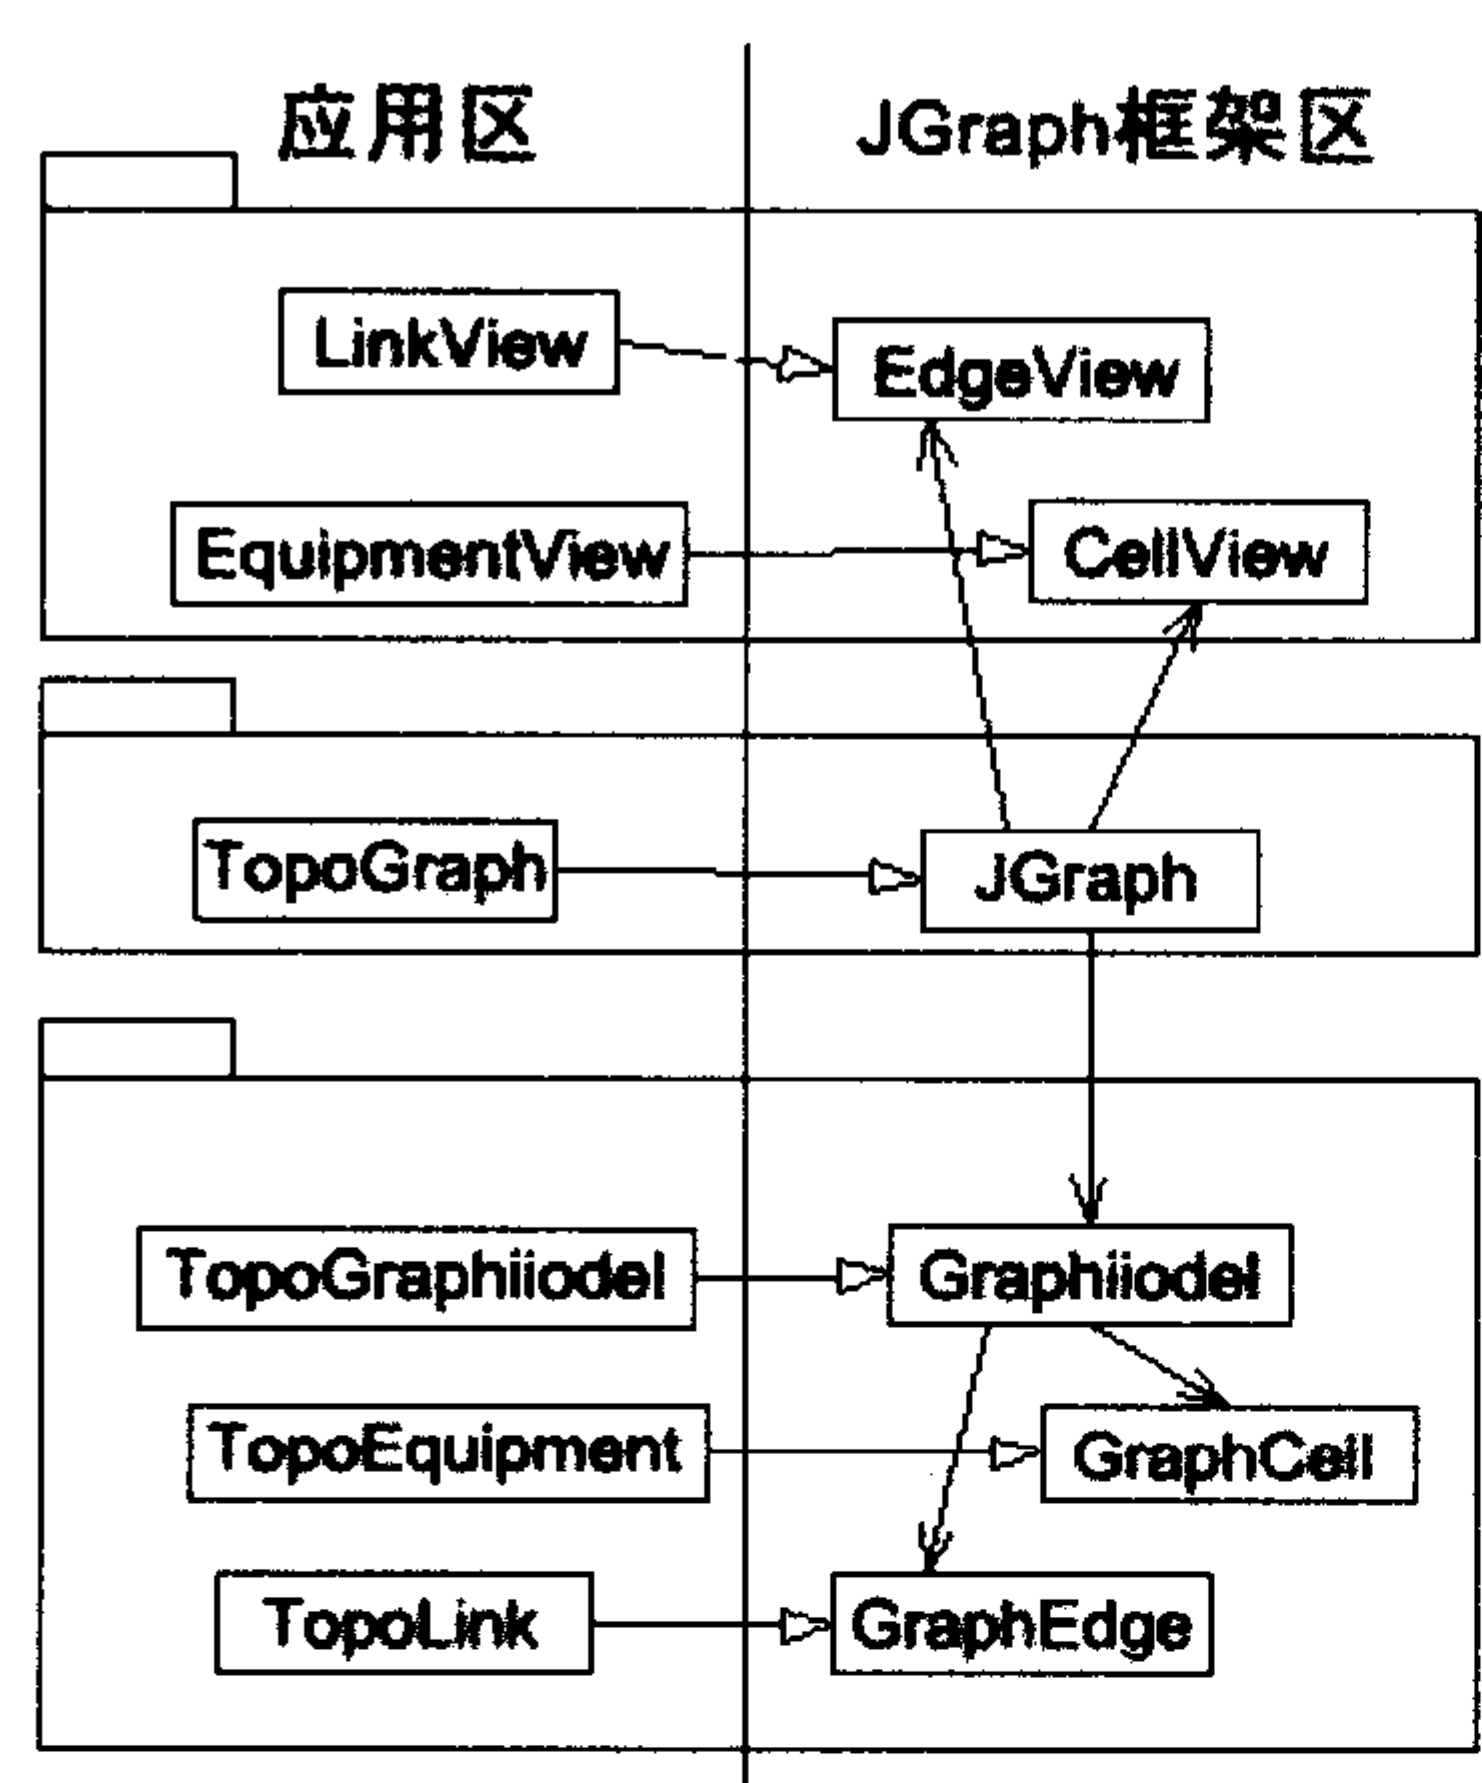 应用区
JGraph框架区
LinkView
EdgeView
EquipmentView
CellView
TopoGraph
JGraph
TopoGraphiiodel
Graphiiodel
TopoEquipment
GraphCell
TopoLink
GraphEdge